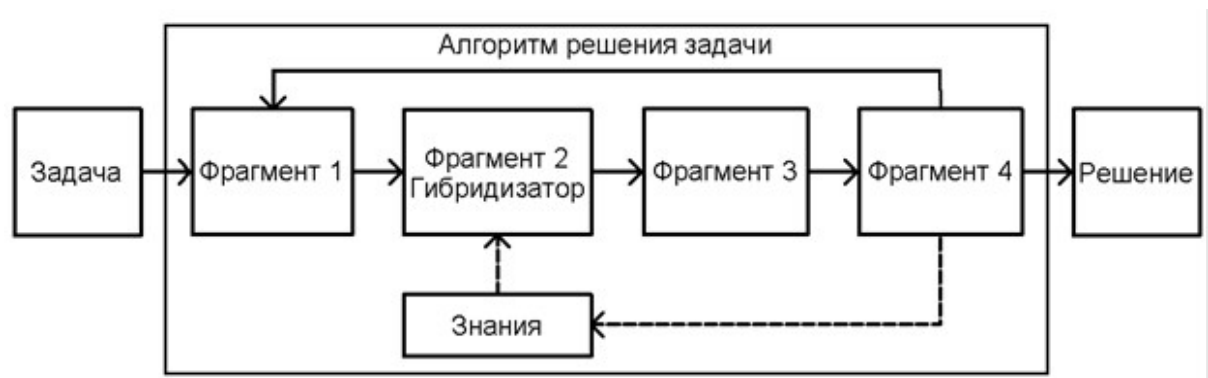 Алгоритм решения задачи
Задача
Фрагмент 1
Фрагмент 2
Гибридизатор
Фрагмент 3
Фрагмент 4
Решение
Знания